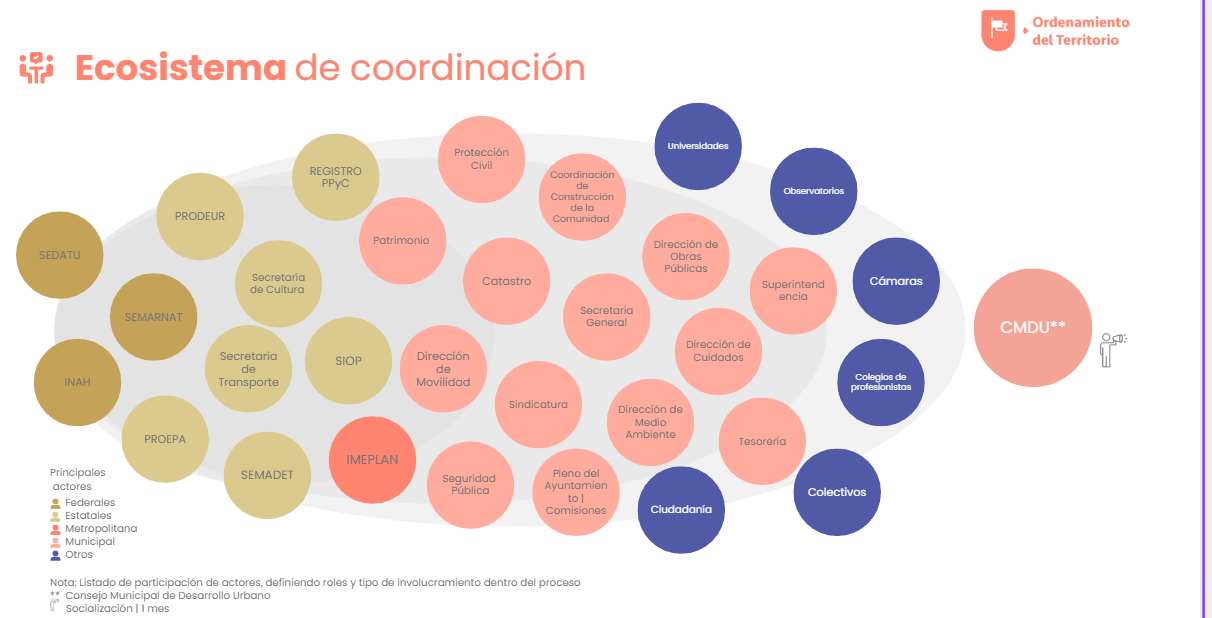 Ordenamiento
del Territorio
Ecosistema de coordinación
Universidades
Protección
Civil
REGISTRO
PPyC
Coordinación
de
Construcción
de la
Comunidad
Observatorios
PRODEUR
Patrimonio
SEDATU
Dirección de
Obras
Públicas
Secretaría
de Cultura
Catastro
Superintend
encia
Cámaras
SEMARNAT
Secretaria
General
CMDU**
Secretaria
de
Transporte
SIOP
Dirección
de
Movilidad
Dirección de
Cuidados
INAH
Colegios de
profesionistas
Sindicatura
Dirección de
Medio
Ambiente
PROEPA
Tesorería
SEMADET
IMEPLAN
Seguridad
Pública
Pleno del
Ayuntamien
to |
Comisiones
Ciudadanía
Colectivos
Principales
actores
Federales
Estatales
Metropolitana
Municipal
Otros
Nota: Listado de participación de actores, definiendo roles y tipo de involucramiento dentro del proceso
** Consejo Municipal de Desarrollo Urbano
Socialización | 1 mes